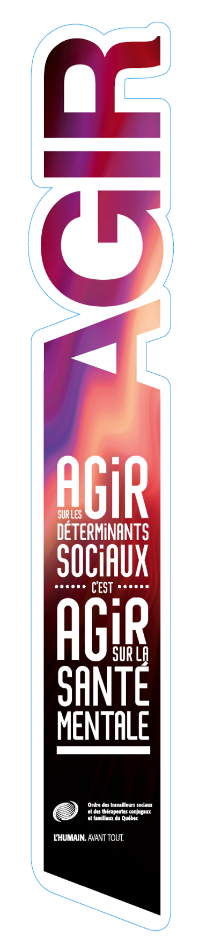 AGIR
AGiR
SUR LES
DÉTERMiNANTS
SOCiAUX
C'EST
AGiR
SUR LA
SANTÉ
MENTALE
Ordre des travailleurs sociaux
et des thérapeutes conjugaux
et familiaux du Québec
L'HUMAIN. AVANT TOUT.